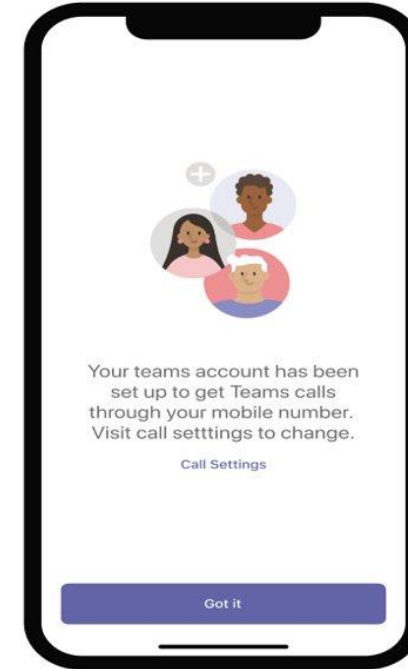 Your teams account has been
set up to get Teams calls
through your mobile number.
Visit call setttings to change.
Call Settings
Got it